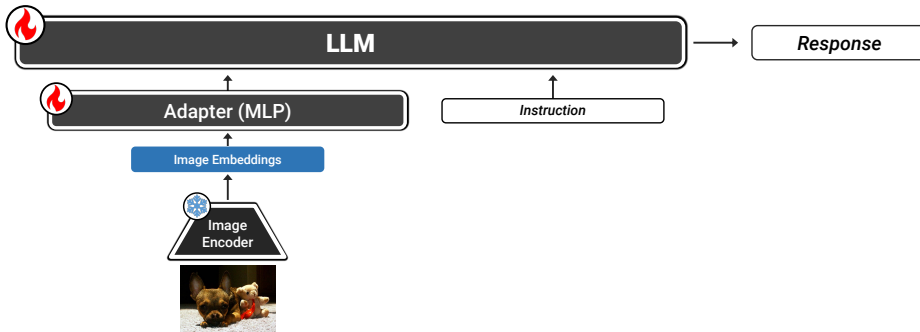 LLM
Response
Adapter (MLP)
Instruction
Image Embeddings
Image
Encoder